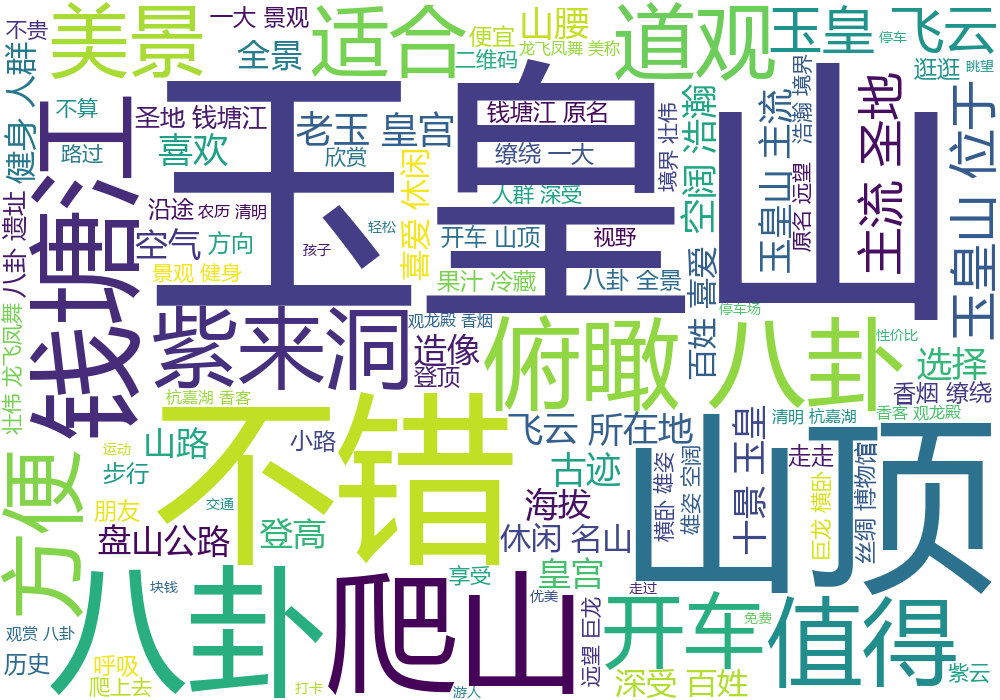 不贵
美景
一大 景观
全景
适合
便宜
山腰
龙飞凤舞 美称
二维码
道观
玉皇
飞云
停车
逛逛
眺望
健身 人群
不算
路过
圣地 钱塘江
喜欢
老玉 皇宫
欣赏
玉皇山
钱塘江 原名
缭绕 一大
人群 深受
境界 壮伟
空阔 浩瀚
玉皇山 主流
浩瀚 境界
原名 远望
主流 圣地
玉皇山 位于
八卦 遗址
钱塘江
沿途
农历 清明
空气
方向
孩子
轻松
喜爱 休闲
开车 山顶
视野
景观 健身
果汁 冷藏
八卦 全景
百姓 喜爱
壮伟 龙飞凤舞
紫来洞
观龙殿 香烟
造像
登顶
俯瞰
八卦
停车场
性价比
选择
香烟 缭绕
杭嘉湖 香客
清明 杭嘉湖
香客 观龙殿
不错
飞云 所在地
十景 玉皇
山顶
山路
小路
运动
步行
古迹
横卧 雄姿
雄姿 空阔
走走
巨龙 横卧
丝绸 博物馆
方便
朋友
交通
盘山公路
登高
海拔
休闲 名山
八卦
块钱
爬山
享受
皇宫
优美
走过
远望 巨龙
开车
免费
值得
观赏 八卦
历史
呼吸
爬上去
打卡
游人
深受 百姓
紫云